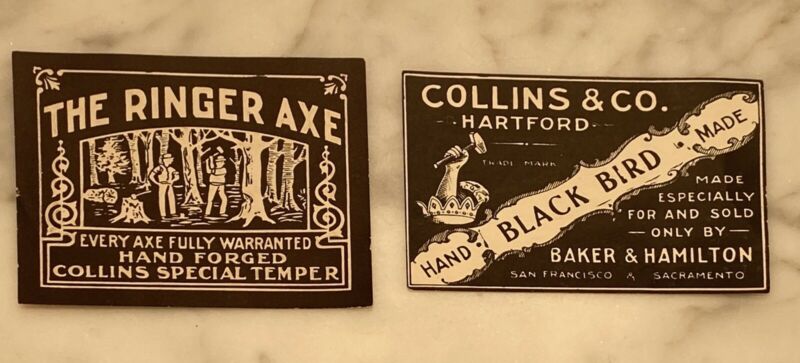 THE RINGER AXE
EVERY AXE FULLY WARRANTED
HAND FORGED
COLLINS SPECIAL TEMPER
COLLINS & CO.
HARTFORD
TRADE MARK
HAND MADE
BLACK BIRD
MADE
ESPECIALLY
FOR AND SOLD
ONLY BY
BAKER & HAMILTON
SAN FRANCISCO & SACRAMENTO